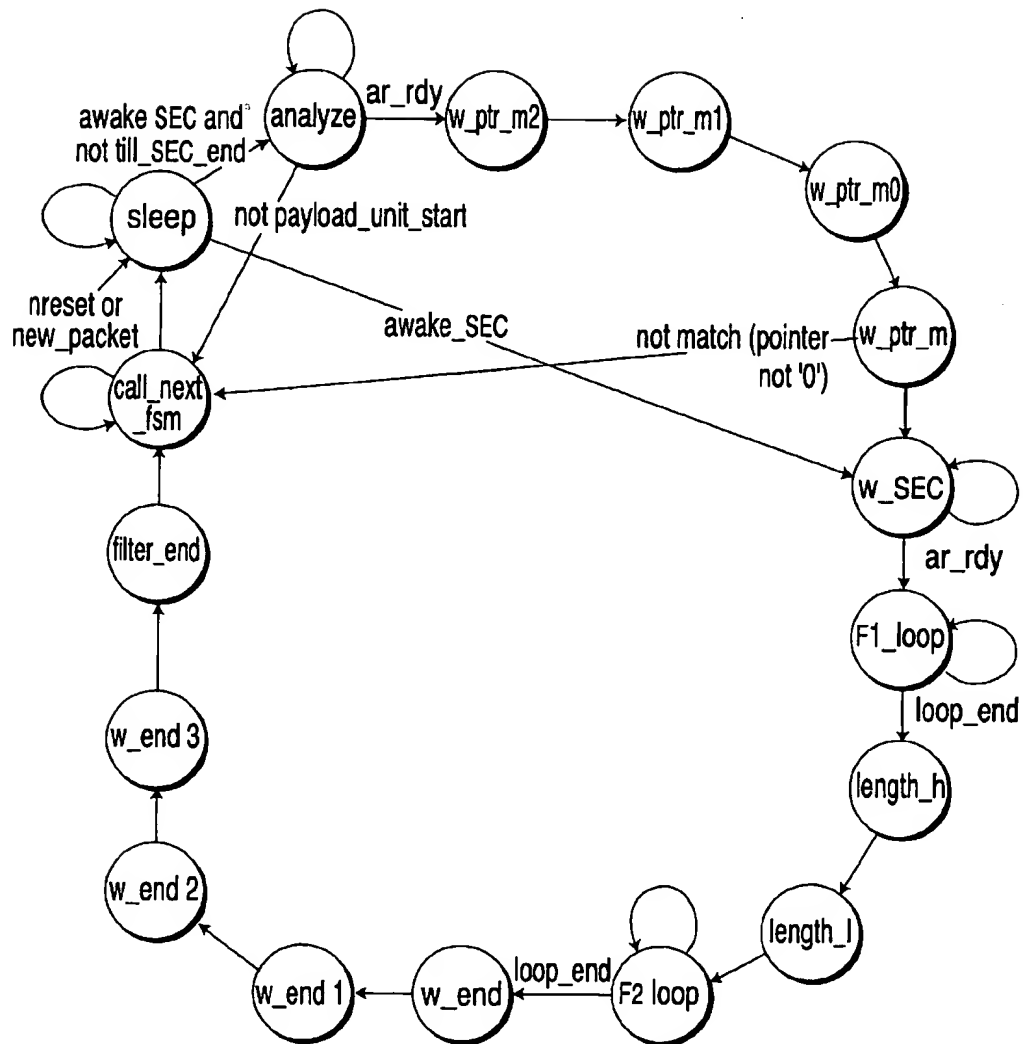 analyze
ar_rdy
w_ptr_m2
w_ptr_m1
awake SEC and
not till_SEC_end
w_ptr_m0
sleep
not payload_unit_start
nreset or
new_packet
awake_SEC
not match (pointer
not '0')
w_ptr_m
call_next
_fsm
w_SEC
ar_rdy
filter_end
F1_loop
loop_end
w_end 3
length_h
w_end 2
length_l
loop_end
w_end 1
w_end
F2 loop